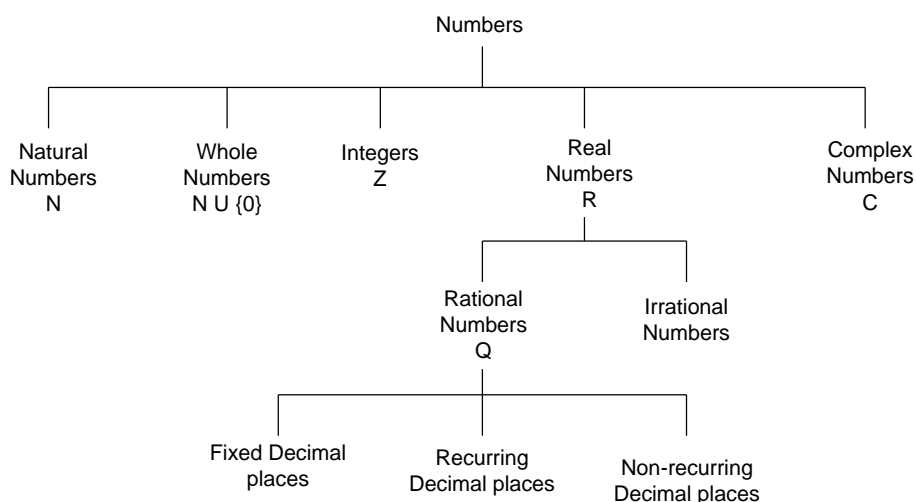 Numbers
Natural
Numbers
N
Whole
Numbers
N U {0}
Integers
Z
Real
Numbers
R
Complex
Numbers
C
Rational
Numbers
Q
Irrational
Numbers
Fixed Decimal
places
Recurring
Decimal places
Non-recurring
Decimal places